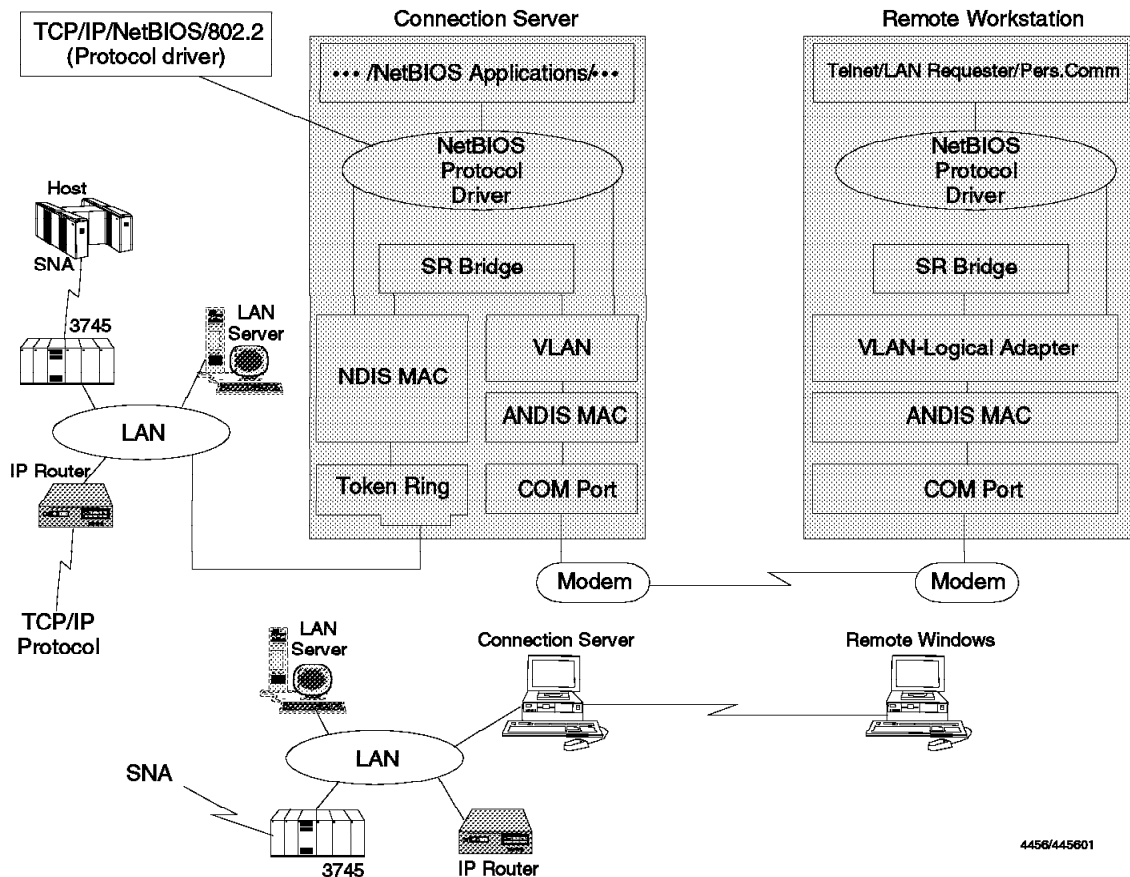 Connection Server
Remote Workstation
TCP/IP/NetBIOS/802.2
(Protocol driver)
••• /NetBIOS Applications/•••
Telnet/LAN Requester/Pers.Comm
NetBIOS
Protocol
Driver
NetBIOS
Protocol
Driver
Host
SNA
SR Bridge
SR Bridge
3745
LAN
Server
NDIS MAC
VLAN
VLAN-Logical Adapter
ANDIS MAC
ANDIS MAC
LAN
IP Router
Token Ring
COM Port
COM Port
Modem
Modem
TCP/IP
Protocol
LAN
Server
Connection Server
Remote Windows
LAN
SNA
3745
IP Router
4456/445601